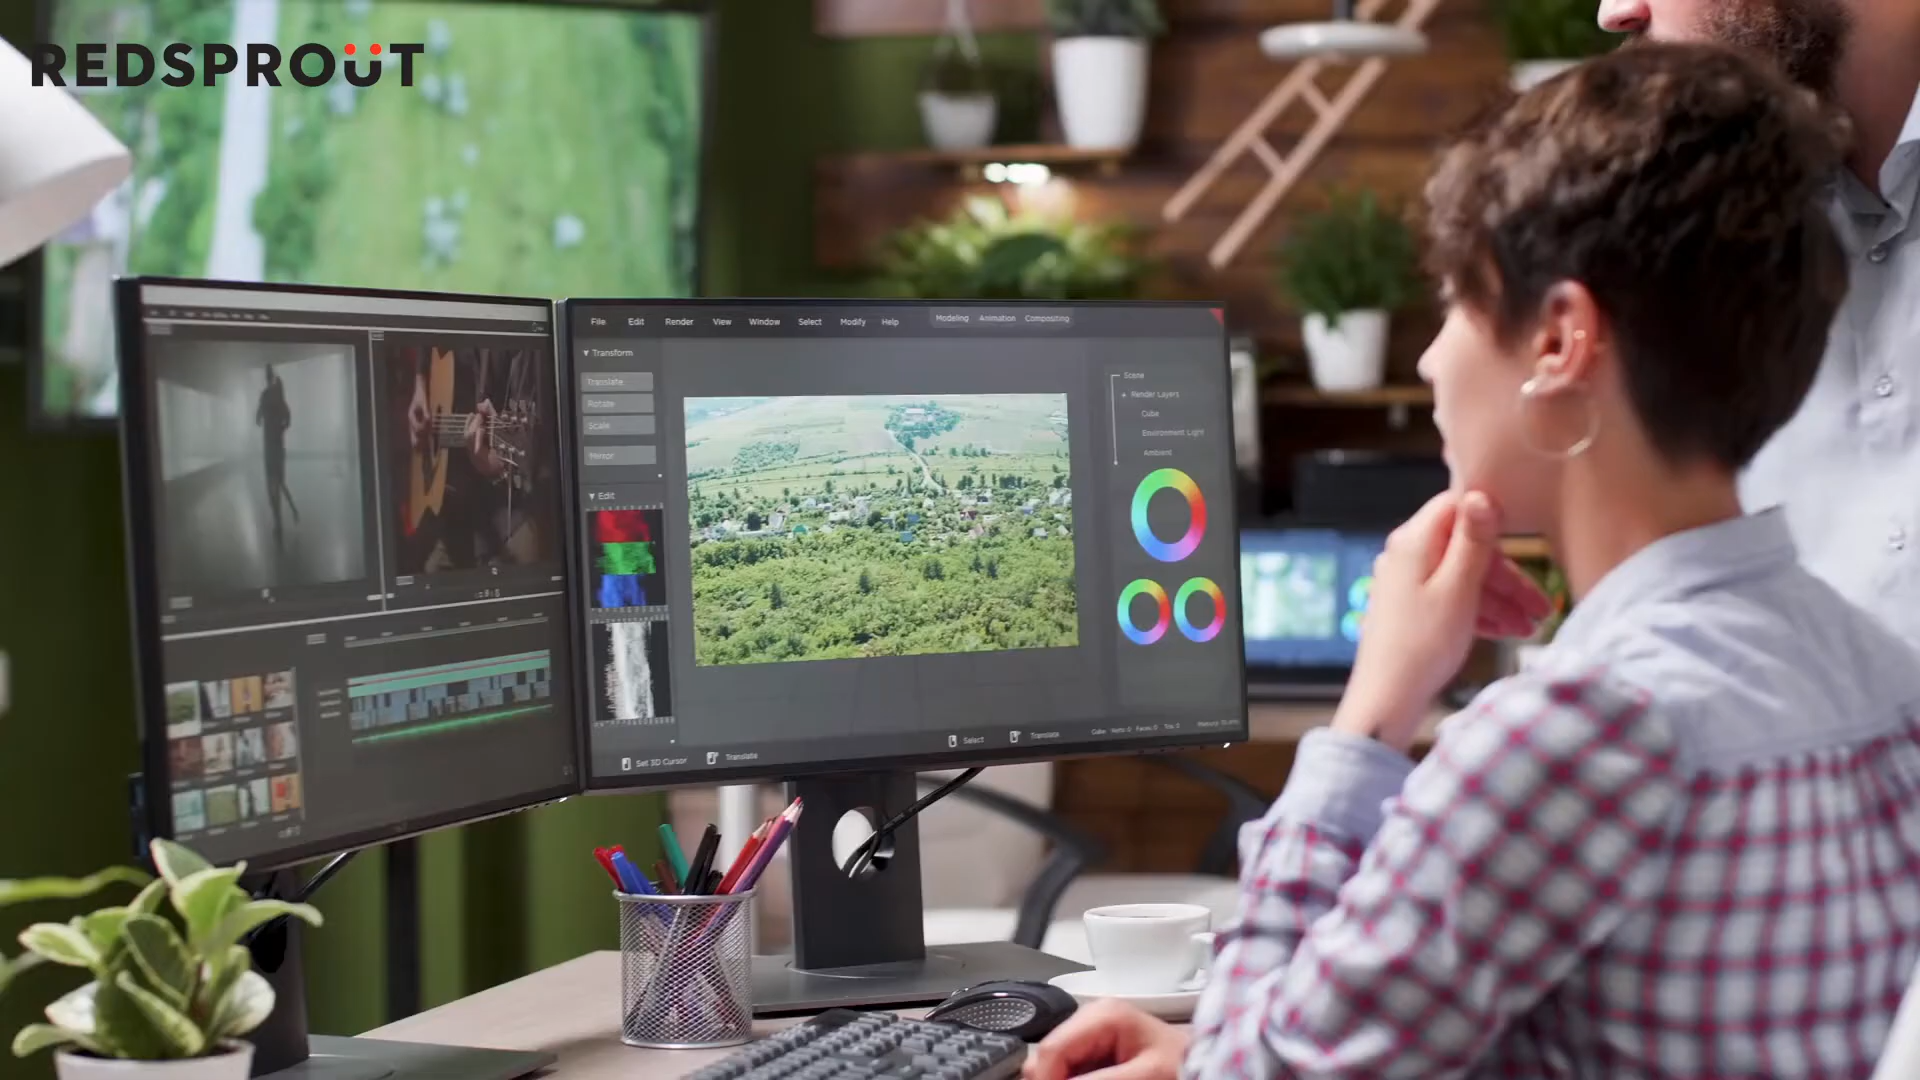 REDSPROÜT
File Edit Render View Window Select Modify Help
Modeling Animation Compositing
▼ Transform
Translate
Rotate
Scale
Mirror
▼ Edit
Scene
Render Layers
Cube
Environment Light
Ambient
Set 3D Cursor
Translate
Select
Translate